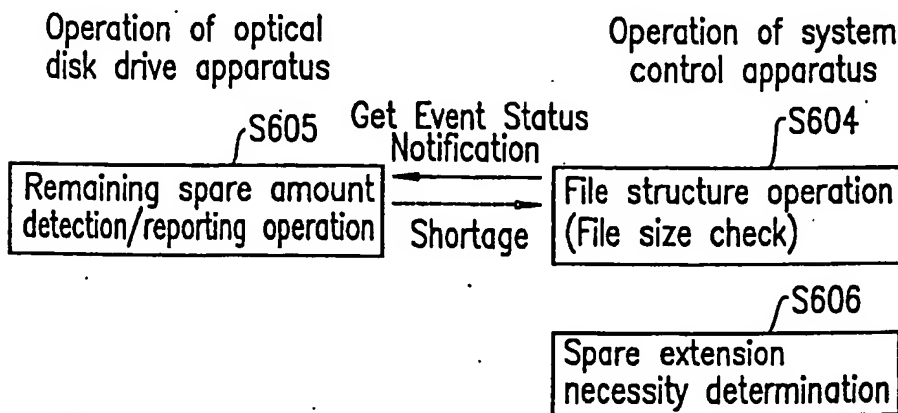 Operation of optical
disk drive apparatus
Operation of system
control apparatus
S605
Get Event Status
Notification
S604
Remaining spare amount
detection/reporting operation
Shortage
File structure operation
(File size check)
S606
Spare extension
necessity determination